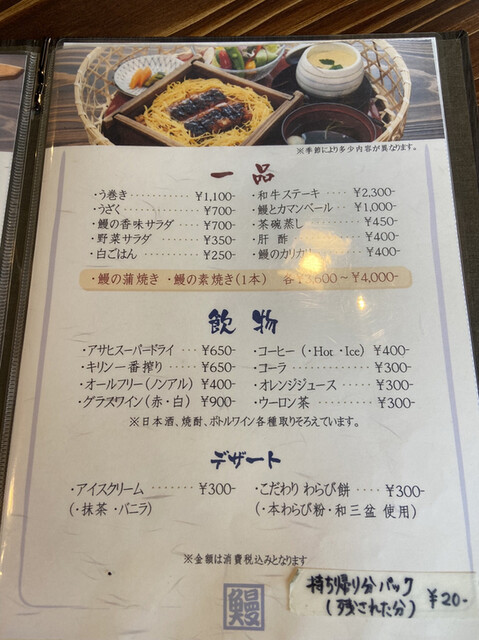 ※季節により多少内容が異なります。
一品
・う巻き ………… ¥1,100-
・うざく ………… ¥700-
・鰻の香味サラダ …… ¥700-
・野菜サラダ ……… ¥350-
・白ごはん ………… ¥250-
・和牛ステーキ ‥‥ ¥2,300-
・鰻とカマンベール ‥ ¥1,000-
・茶碗蒸し ¥450-
・肝 酢 ¥400-
・鰻のカリカリ ¥400-
・鰻の蒲焼き ・鰻の素焼き(1本) 各 600～¥4,000-
飲物
・アサヒスーパードライ ‥ ¥650-
・キリン一番搾り ‥‥‥ ¥650-
・オールフリー(ノンアル) ¥400-
・グラスワイン(赤・白) ¥900-
・コーヒー(・Hot ・Ice) ¥400-
・コーラ ………… ¥300-
・オレンジジュース ‥‥ ¥300-
・ウーロン茶 ……… ¥300-
※日本酒、焼酎、ボトルワイン各種取りそろえています。
デザート
・アイスクリーム ……… ¥300-
(・抹茶・バニラ)
・こだわり わらび餅 ‥‥ ¥300-
(・本わらび粉・和三盆 使用)
※金額は消費税込みとなります
鰻
持ち帰り分パック ¥20-
(残された分)